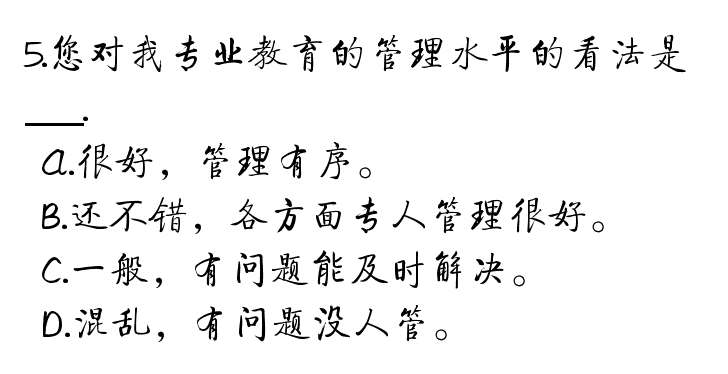 5.您对我专业教育的管理水平的看法是
___.
a.很好，管理有序。
B.还不错，各方面专人管理很好。
C.一般，有问题能及时解决。
D.混乱，有问题没人管。